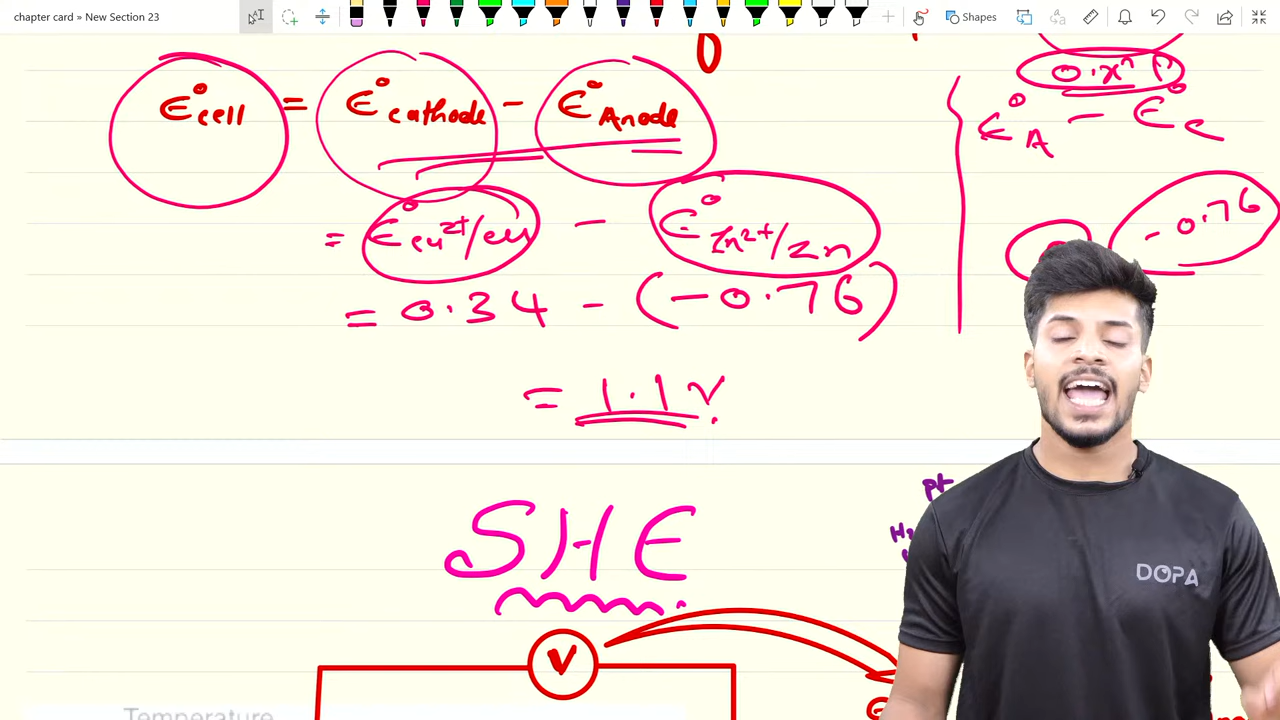 chapter card » New Section 23
Shapes
E°cell = E°cathode - E°Anode
0.xⁿ p
E°A - E°C
= E°Cu²⁺/Cu - E°Zn²⁺/Zn
- 0.76
= 0.34 - (-0.76)
= 1.1 V.
SHE
Pt
V
DOPA
Temperature